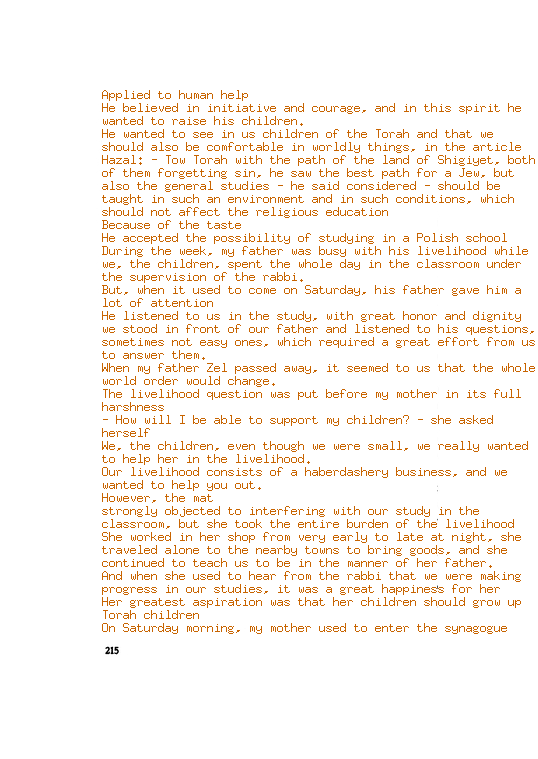 Applied to human help
He believed in initiative and courage, and in this spirit he
wanted to raise his children.
He wanted to see in us children of the Torah and that we
should also be comfortable in worldly things, in the article
Hazal: - Tow Torah with the path of the land of Shigiyet, both
of them forgetting sin, he saw the best path for a Jew, but
also the general studies - he said considered - should be
taught in such an environment and in such conditions, which
should not affect the religious education
Because of the taste
He accepted the possibility of studying in a Polish school
During the week, my father was busy with his livelihood while
we, the children, spent the whole day in the classroom under
the supervision of the rabbi.
But, when it used to come on Saturday, his father gave him a
lot of attention
He listened to us in the study, with great honor and dignity
we stood in front of our father and listened to his questions,
sometimes not easy ones, which required a great effort from us
to answer them.
When my father Zel passed away, it seemed to us that the whole
world order would change.
The livelihood question was put before my mother in its full
harshness
- How will I be able to support my children? - she asked
herself
We, the children, even though we were small, we really wanted
to help her in the livelihood.
Our livelihood consists of a haberdashery business, and we
wanted to help you out.
However, the mat
strongly objected to interfering with our study in the
classroom, but she took the entire burden of the livelihood
She worked in her shop from very early to late at night, she
traveled alone to the nearby towns to bring goods, and she
continued to teach us to be in the manner of her father.
And when she used to hear from the rabbi that we were making
progress in our studies, it was a great happiness for her
Her greatest aspiration was that her children should grow up
Torah children
On Saturday morning, my mother used to enter the synagogue
215